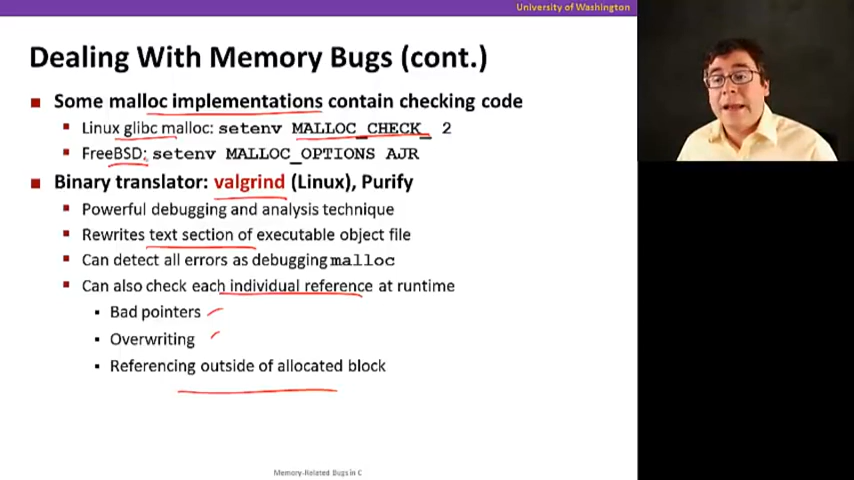 University of Washington
Dealing With Memory Bugs (cont.)
Some malloc implementations contain checking code
Linux glibc malloc: setenv MALLOC_CHECK_ 2
FreeBSD: setenv MALLOC_OPTIONS AJR
Binary translator: valgrind (Linux), Purify
Powerful debugging and analysis technique
Rewrites text section of executable object file
Can detect all errors as debugging malloc
Can also check each individual reference at runtime
Bad pointers
Overwriting
Referencing outside of allocated block
Memory-Related Bugs in C